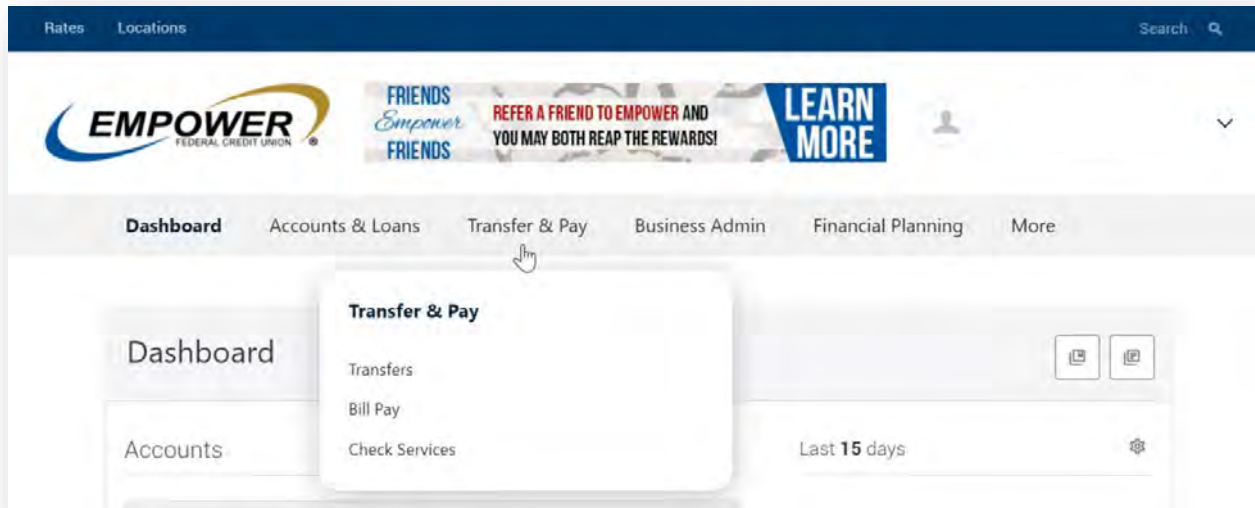 Rates Locations Search
EMPOWER
FEDERAL CREDIT UNION ®
FRIENDS
Empower
FRIENDS
REFER A FRIEND TO EMPOWER AND
YOU MAY BOTH REAP THE REWARDS!
LEARN
MORE
Dashboard Accounts & Loans Transfer & Pay Business Admin Financial Planning More
Transfer & Pay
Dashboard
Transfers
Bill Pay
Check Services
Accounts
Last 15 days